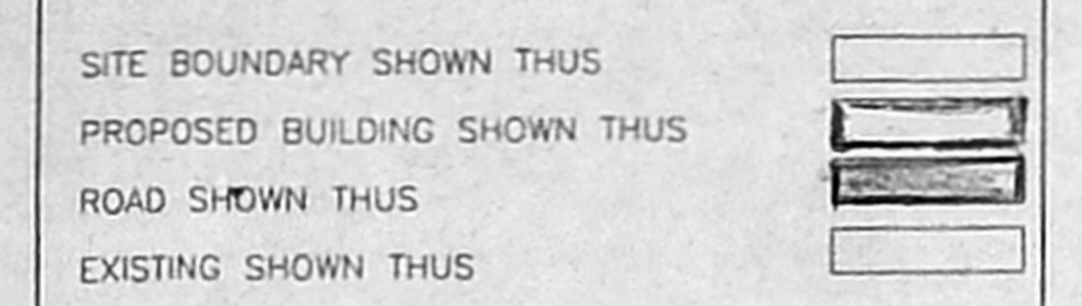 SITE BOUNDARY SHOWN THUS
PROPOSED BUILDING SHOWN THUS
ROAD SHOWN THUS
EXISTING SHOWN THUS